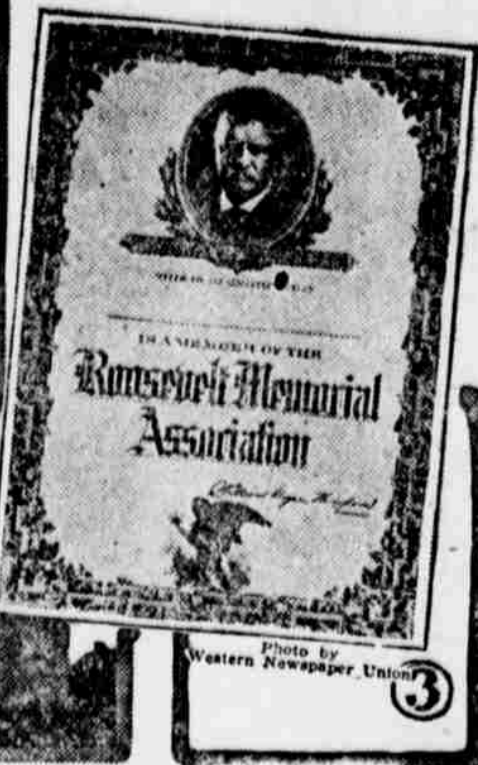 IS A MEMBER OF THE
Roosevelt Memorial
Association
Photo by
Western Newspaper Union
3